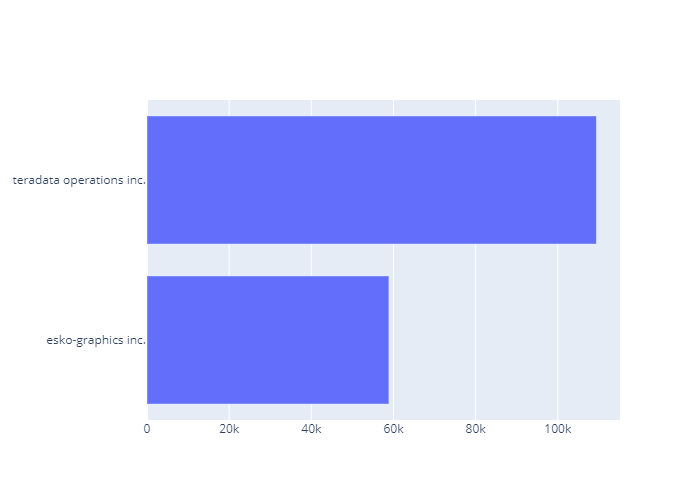 teradata operations inc.
esko-graphics inc.
0 20k 40k 60k 80k 100k